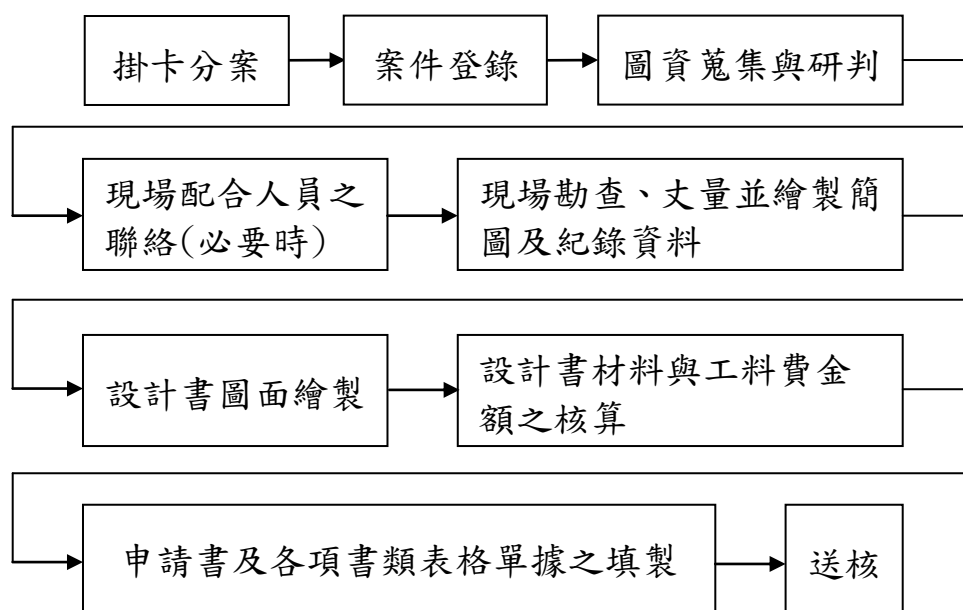 掛卡分案
案件登錄
圖資蒐集與研判
現場配合人員之
聯絡(必要時)
現場勘查、丈量並繪製簡
圖及紀錄資料
設計書圖面繪製
設計書材料與工料費金
額之核算
申請書及各項書類表格單據之填製
送核